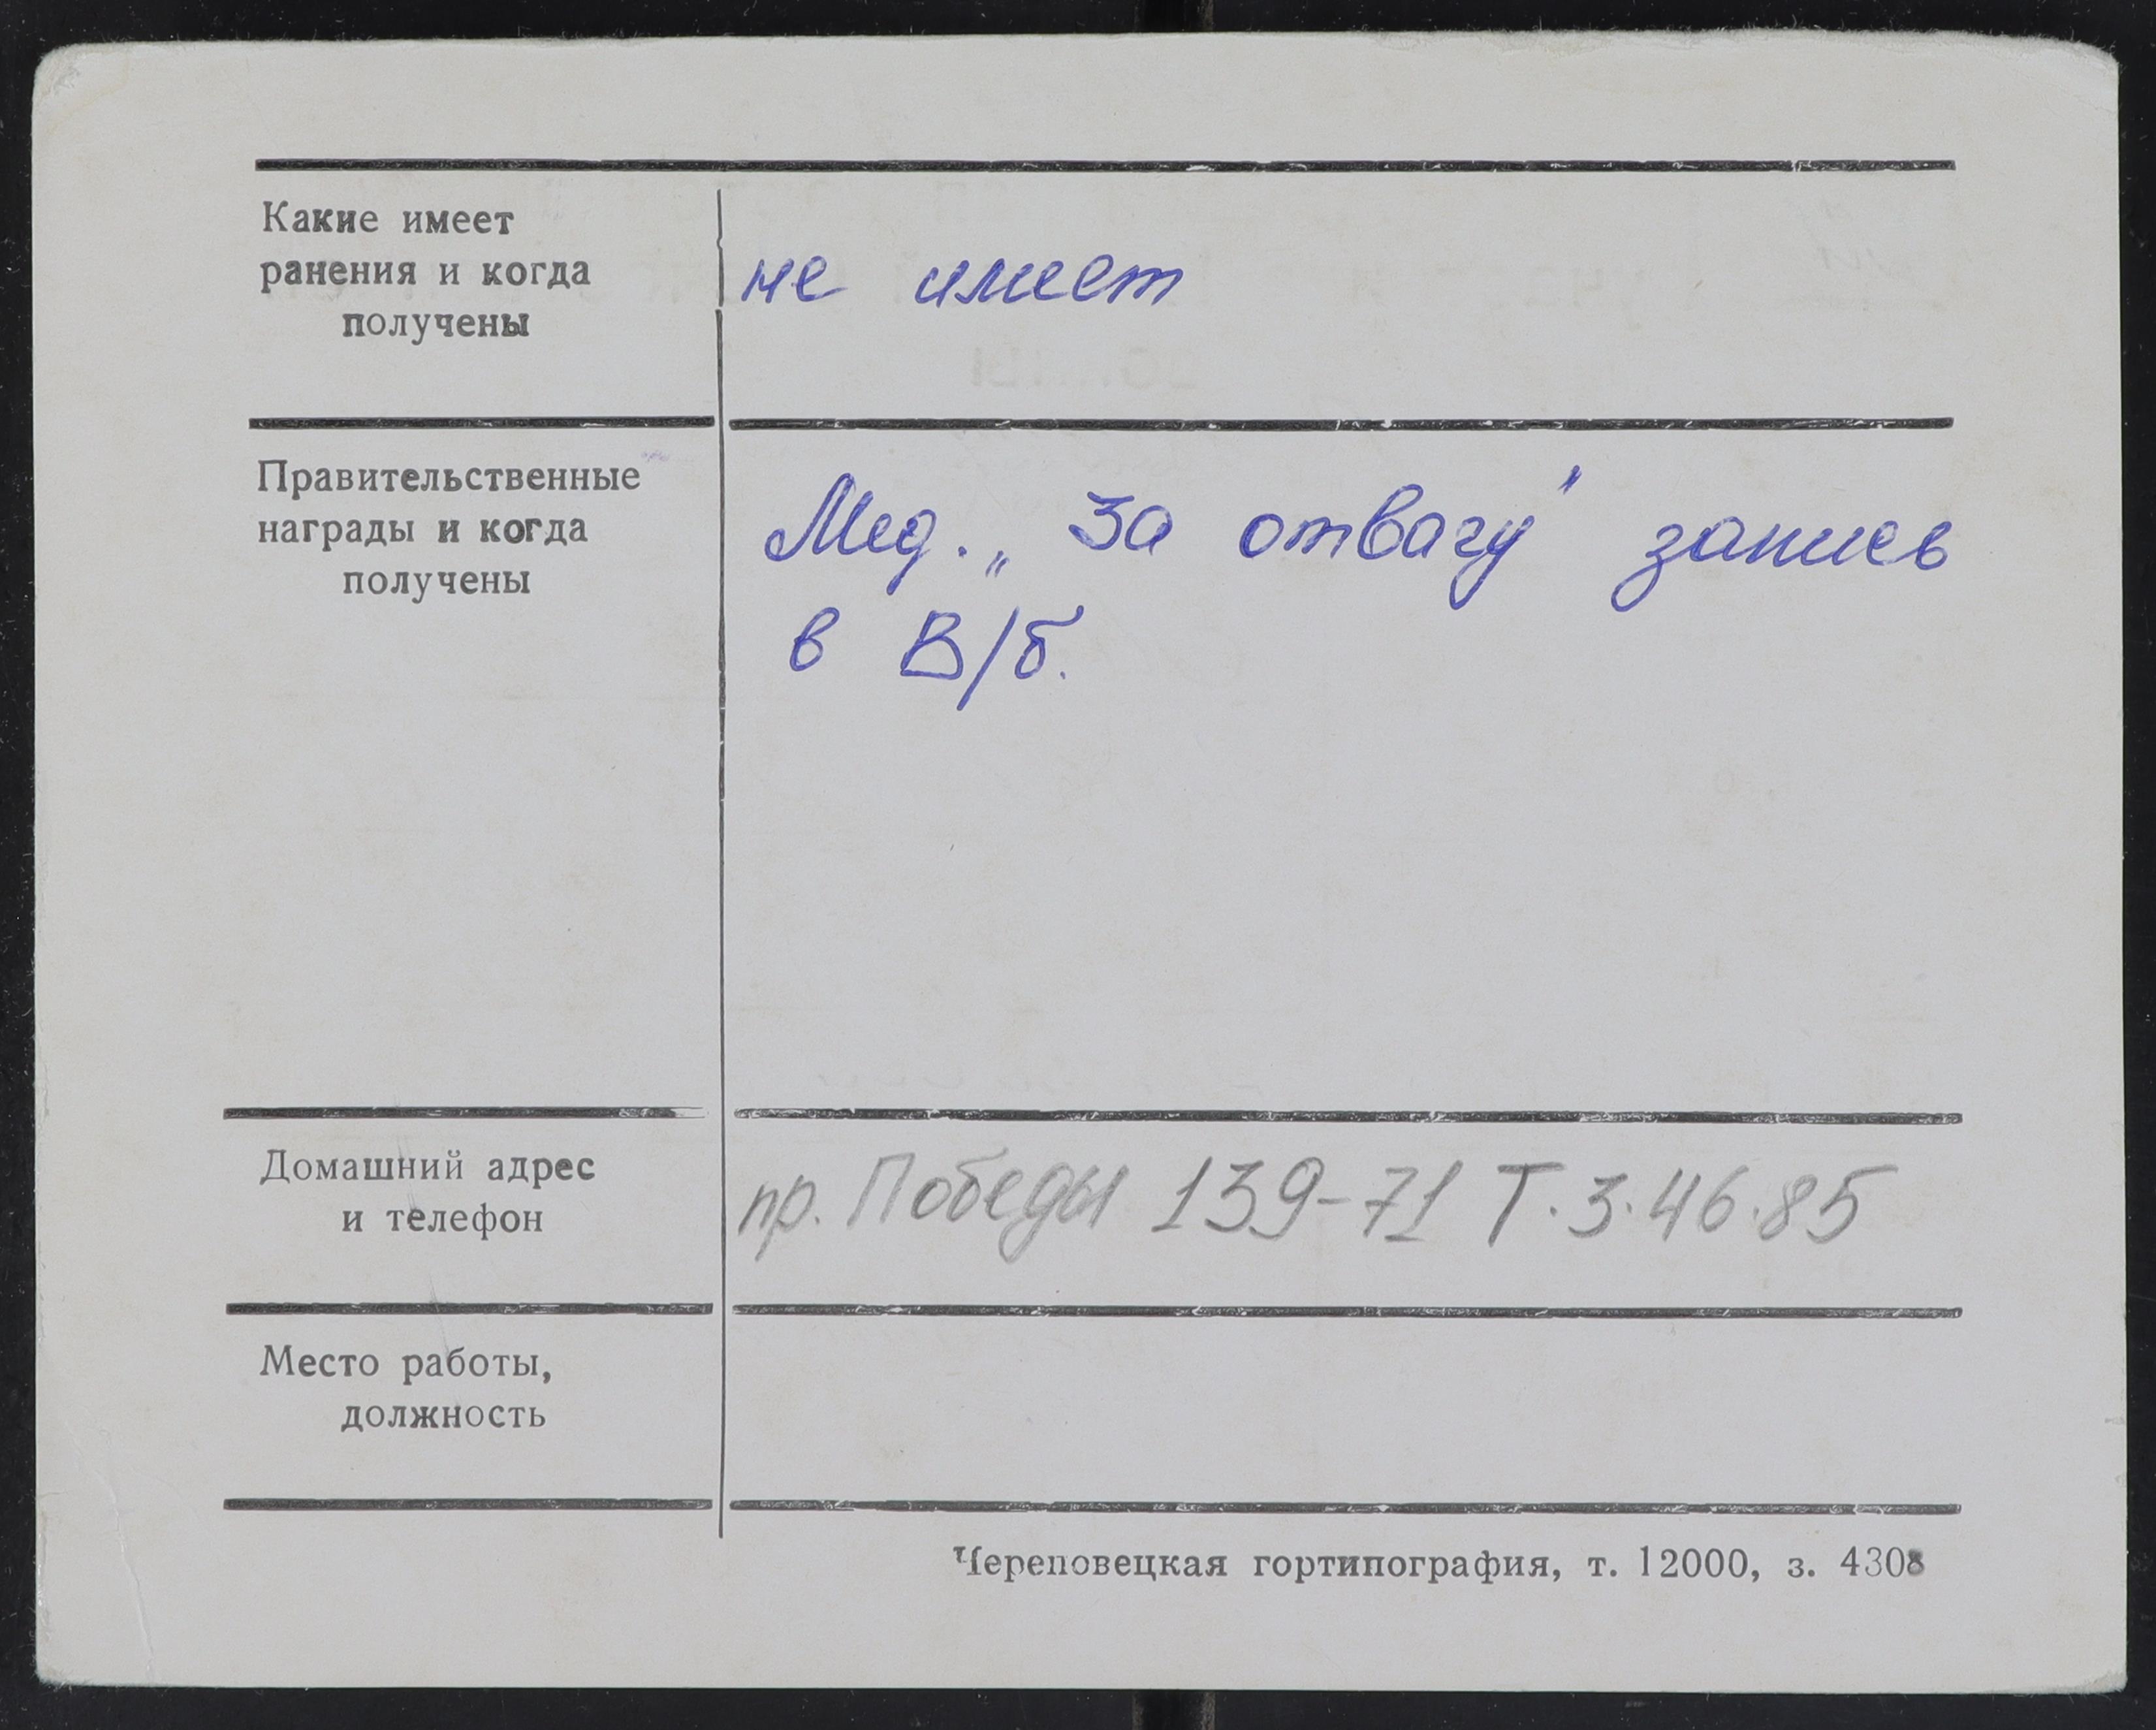 Какие имеет
ранения и когда
получены
не имеет
Правительственные
награды и когда
получены
Мед. „За отвагу" запись
в В/б.
Домашний адрес
и телефон
пр. Победы 139-71 Т. 3.46.85
Место работы,
должность
Череповецкая гортипография, т. 12000, з. 4308